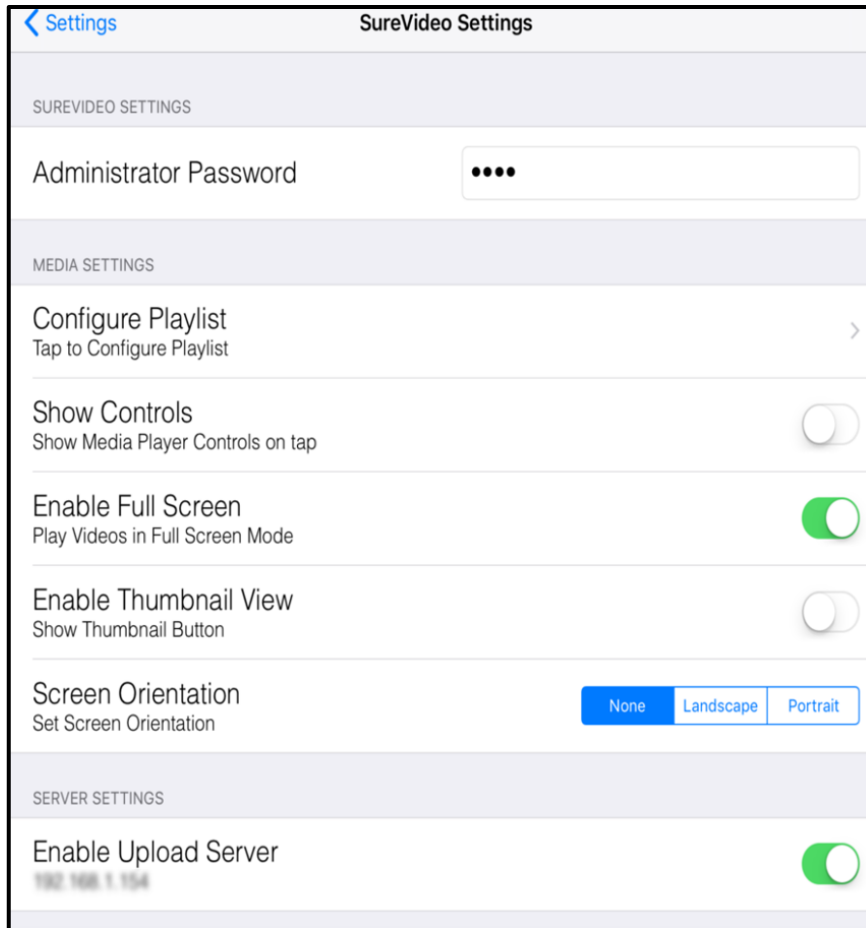 Settings
SureVideo Settings
SUREVIDEO SETTINGS
Administrator Password
••••
MEDIA SETTINGS
Configure Playlist
Tap to Configure Playlist
Show Controls
Show Media Player Controls on tap
Enable Full Screen
Play Videos in Full Screen Mode
Enable Thumbnail View
Show Thumbnail Button
Screen Orientation
None Landscape Portrait
Set Screen Orientation
SERVER SETTINGS
Enable Upload Server